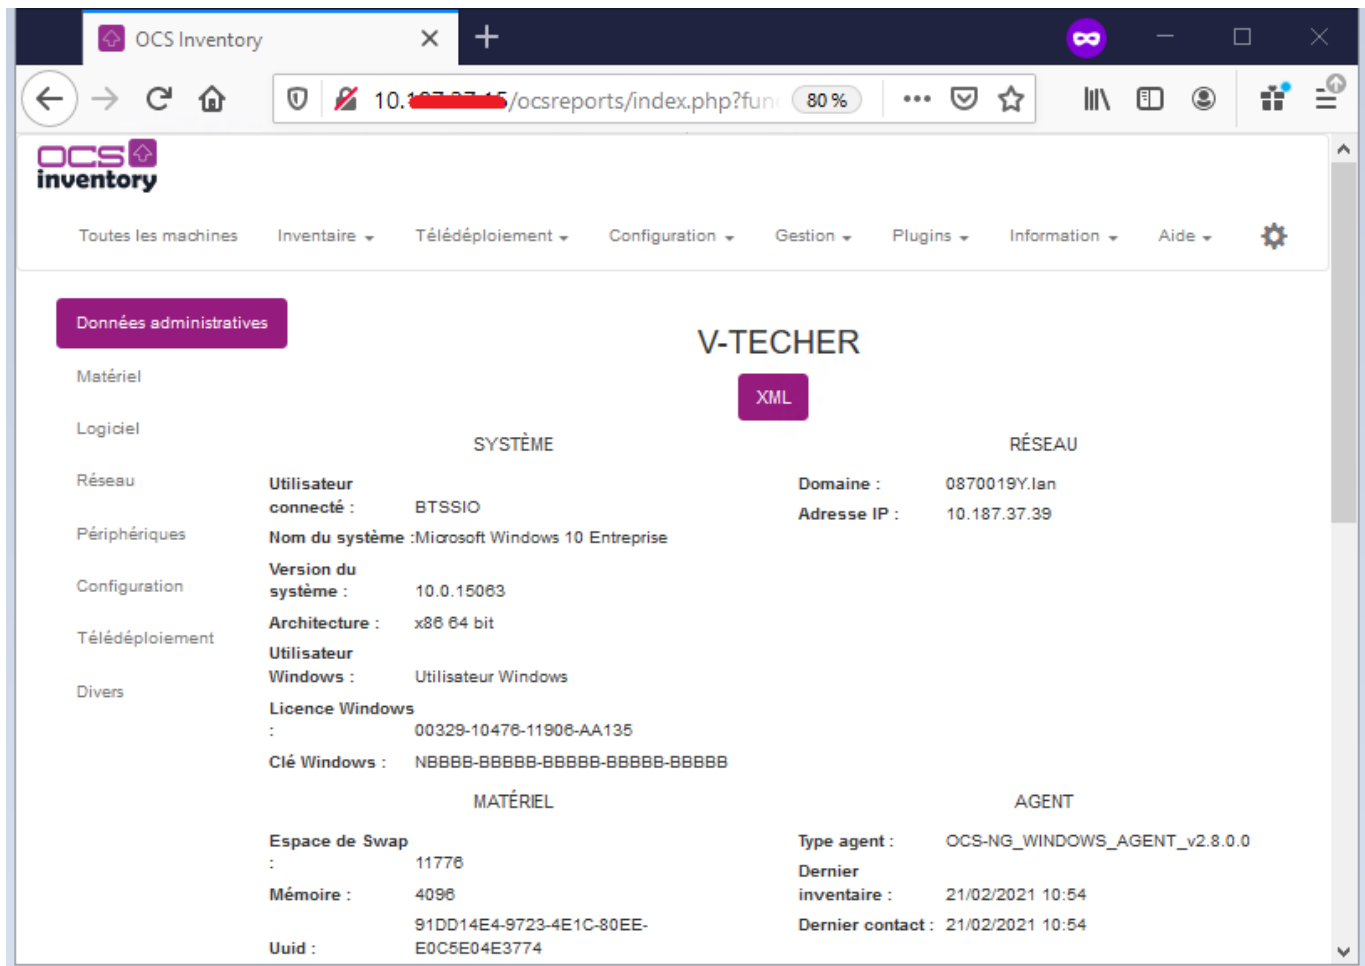 OCS Inventory
10./ocsreports/index.php?fun 80 %
OCS
inventory
Toutes les machines Inventaire Télédéploiement Configuration Gestion Plugins Information Aide
Données administratives
Matériel
Logiciel
Réseau
Périphériques
Configuration
Télédéploiement
Divers
V-TECHER
XML
SYSTÈME
Utilisateur
connecté : BTSSIO
Nom du système : Microsoft Windows 10 Entreprise
Version du
système : 10.0.15063
Architecture : x86 64 bit
Utilisateur
Windows : Utilisateur Windows
Licence Windows
: 00329-10476-11906-AA135
Clé Windows : NBBBB-BBBBB-BBBBB-BBBBB-BBBBB
RÉSEAU
Domaine : 0870019Y.lan
Adresse IP : 10.187.37.39
MATÉRIEL
Espace de Swap
: 11776
Mémoire : 4096
91DD14E4-9723-4E1C-80EE-
Uuid : E0C5E04E3774
AGENT
Type agent : OCS-NG_WINDOWS_AGENT_v2.8.0.0
Dernier
inventaire : 21/02/2021 10:54
Dernier contact : 21/02/2021 10:54